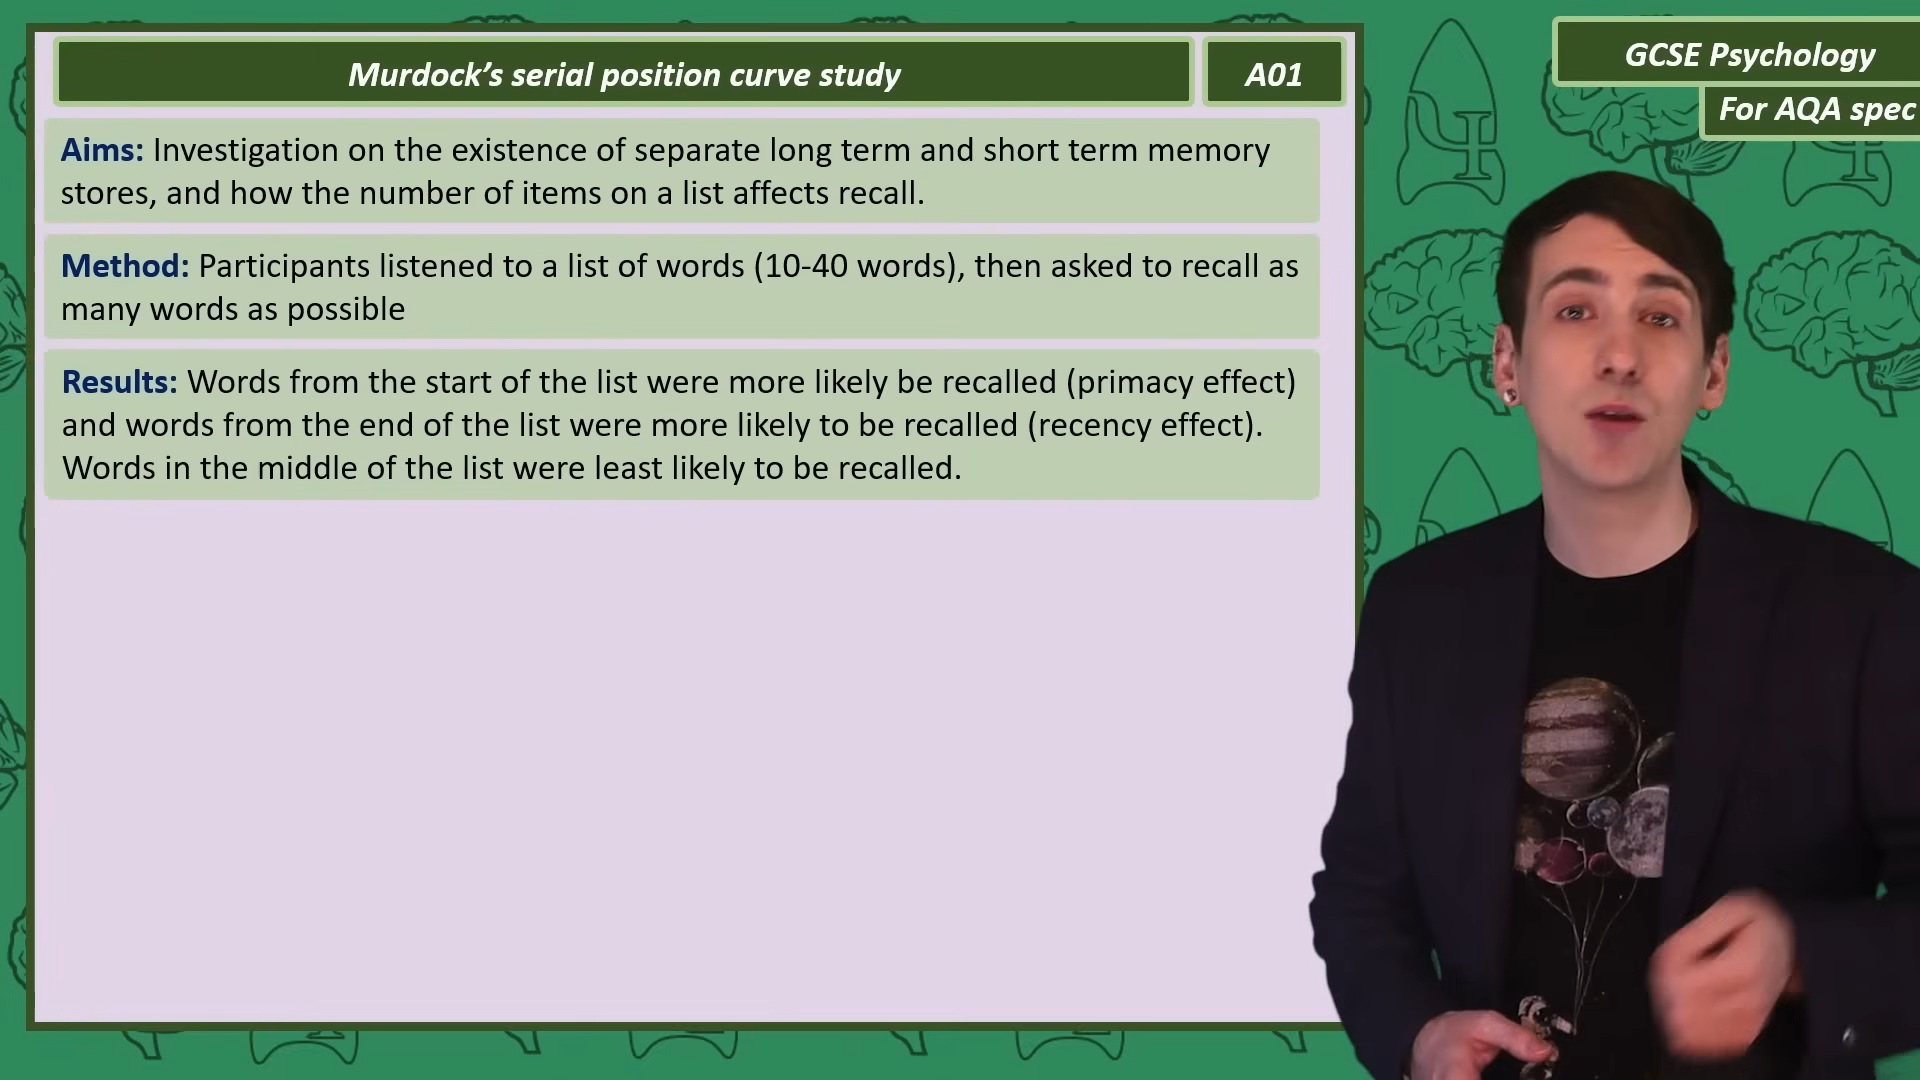 Murdock’s serial position curve study
A01
GCSE Psychology
For AQA spec
Aims: Investigation on the existence of separate long term and short term memory
stores, and how the number of items on a list affects recall.
Method: Participants listened to a list of words (10-40 words), then asked to recall as
many words as possible
Results: Words from the start of the list were more likely be recalled (primacy effect)
and words from the end of the list were more likely to be recalled (recency effect).
Words in the middle of the list were least likely to be recalled.